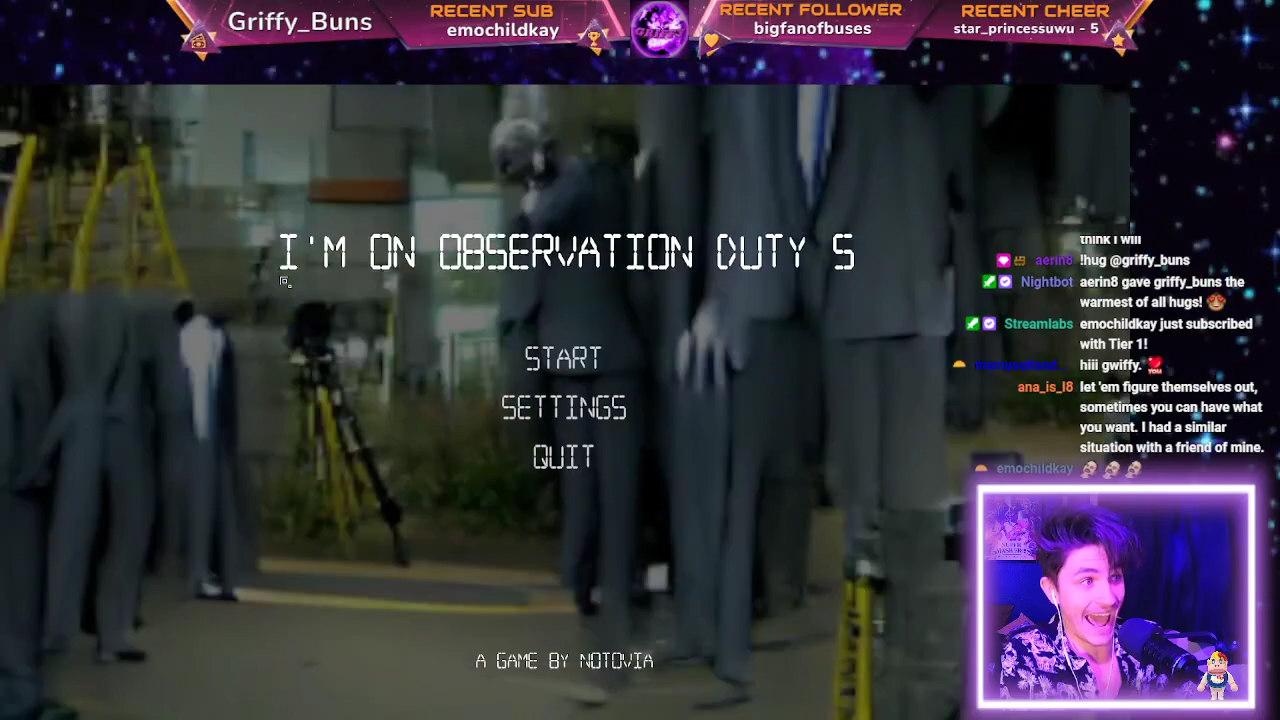 Griffy_Buns
RECENT SUB
emochildkay
RECENT FOLLOWER
bigfanofbuses
RECENT CHEER
star_princessuwu - 5
I'M ON OBSERVATION DUTY 5
START
SETTINGS
QUIT
A GAME BY NOTOVIA
think I will
aerin8 !hug @griffy_buns
Nightbot aerin8 gave griffy_buns the
warmest of all hugs!
Streamlabs emochildkay just subscribed
with Tier 1!
hiii gwiffy.
ana_is_l8 let 'em figure themselves out,
sometimes you can have what
you want. I had a similar
situation with a friend of mine.
emochildkay
SUPER